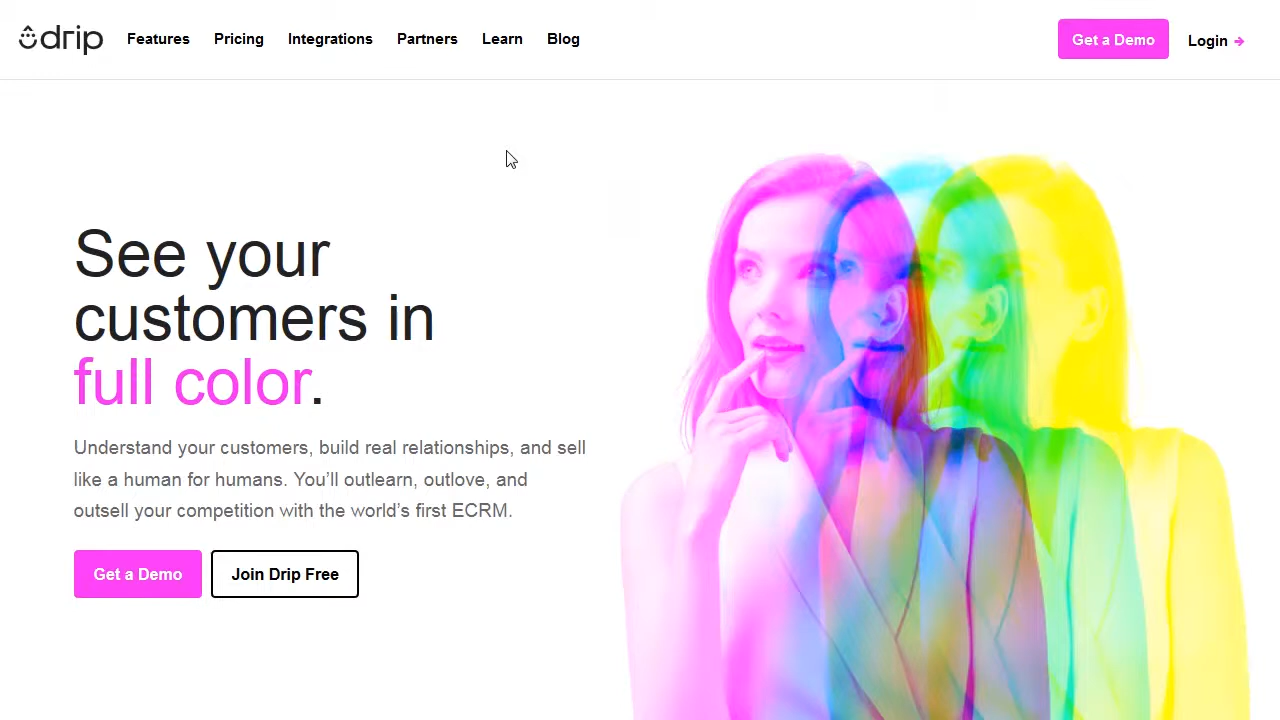 drip
Features Pricing Integrations Partners Learn Blog
Get a Demo Login →
See your
customers in
full color.
Understand your customers, build real relationships, and sell
like a human for humans. You’ll outlearn, outlove, and
outsell your competition with the world’s first ECRM.
Get a Demo Join Drip Free